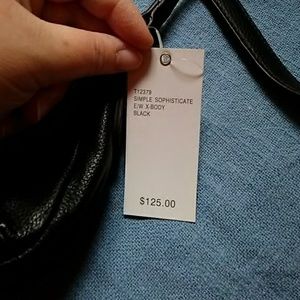 T12379
SIMPLE SOPHISTICATE
E/W X-BODY
BLACK
$125.00